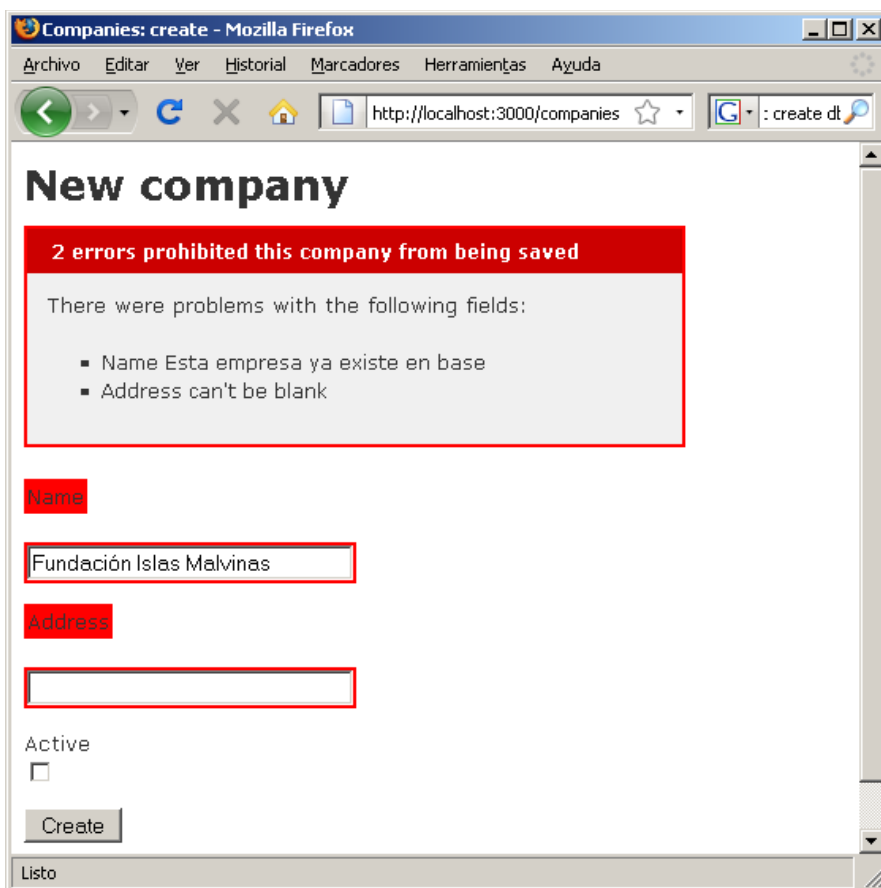 Companies: create - Mozilla Firefox
Archivo Editar Ver Historial Marcadores Herramientas Ayuda
http://localhost:3000/companies G : create db
New company
2 errors prohibited this company from being saved
There were problems with the following fields:
Name Esta empresa ya existe en base
Address can't be blank
Name
Fundación Islas Malvinas
Address
Active
Create
Listo